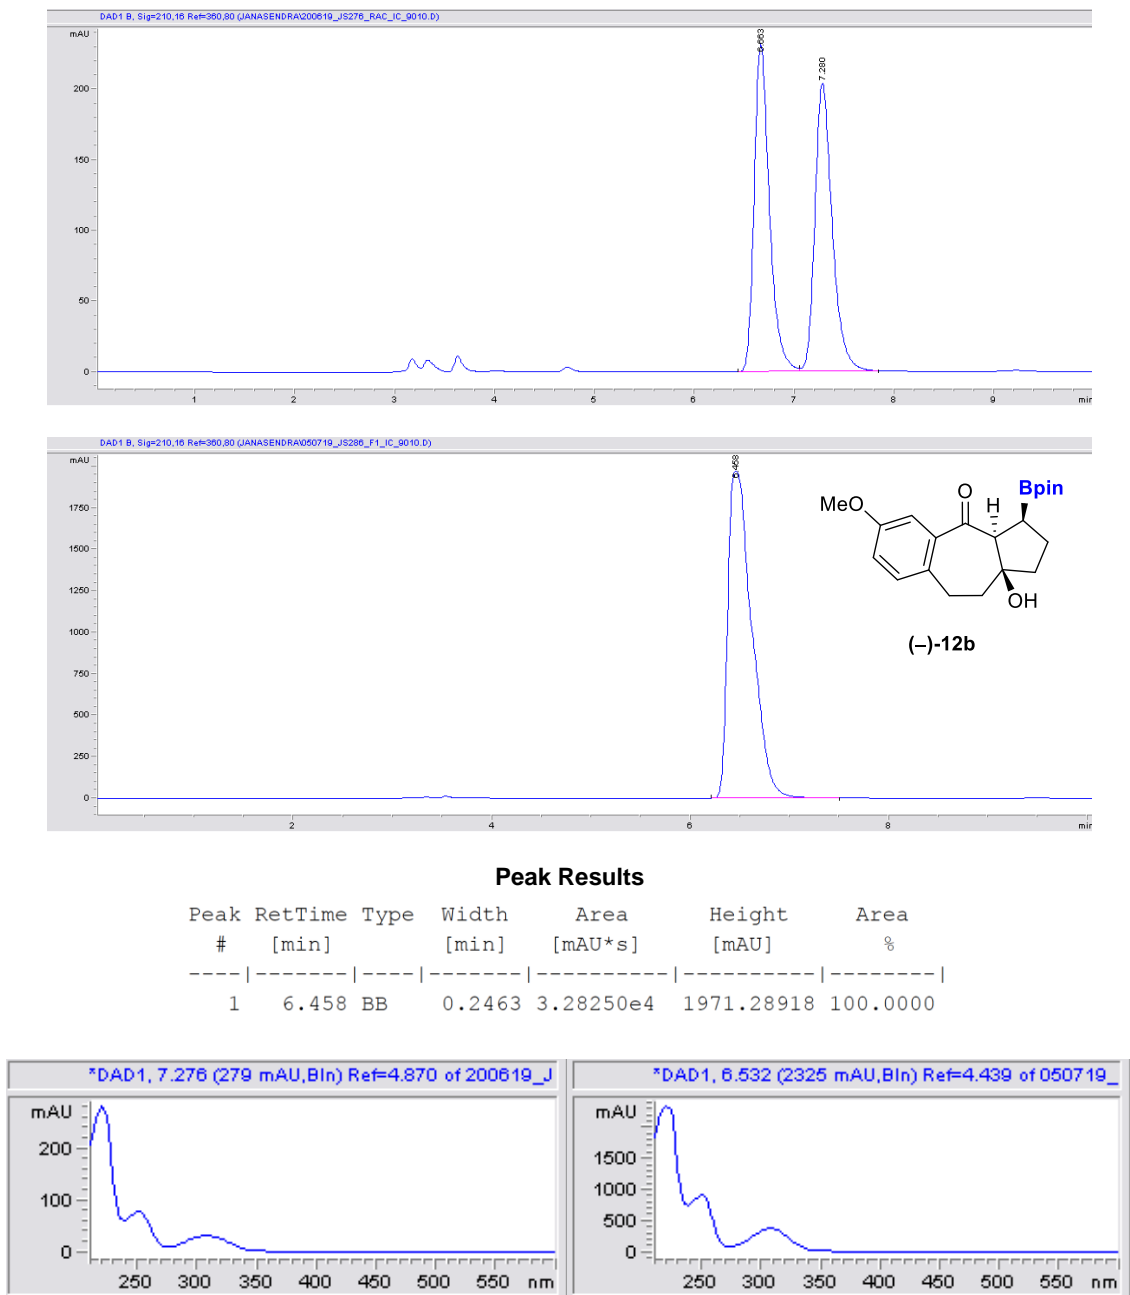 DAD1 B, Sig=210,16 Ref=360,80 (JANASENDRA\200619_JS276_RAC_IC_9010.D)
mAU
6.663
7.280
200
150
100
50
0
1 2 3 4 5 6 7 8 9 min
DAD1 B, Sig=210,16 Ref=360,80 (JANASENDRA\050719_JS286_F1_IC_9010.D)
mAU
6.458
1750
1500
1250
1000
750
500
250
0
2 4 6 8 10 min
MeO
O
H
Bpin
OH
(–)-12b
Peak Results
Peak RetTime Type Width Area Height Area
# [min] [min] [mAU*s] [mAU] %
----|-------|----|-------|----------|----------|--------|
1 6.458 BB 0.2463 3.28250e4 1971.28918 100.0000
*DAD1, 7.276 (279 mAU,Bln) Ref=4.870 of 200619_J
mAU
200
100
0
250 300 350 400 450 500 550 nm
*DAD1, 6.532 (2325 mAU,Bln) Ref=4.439 of 050719_
mAU
1500
1000
500
0
250 300 350 400 450 500 550 nm